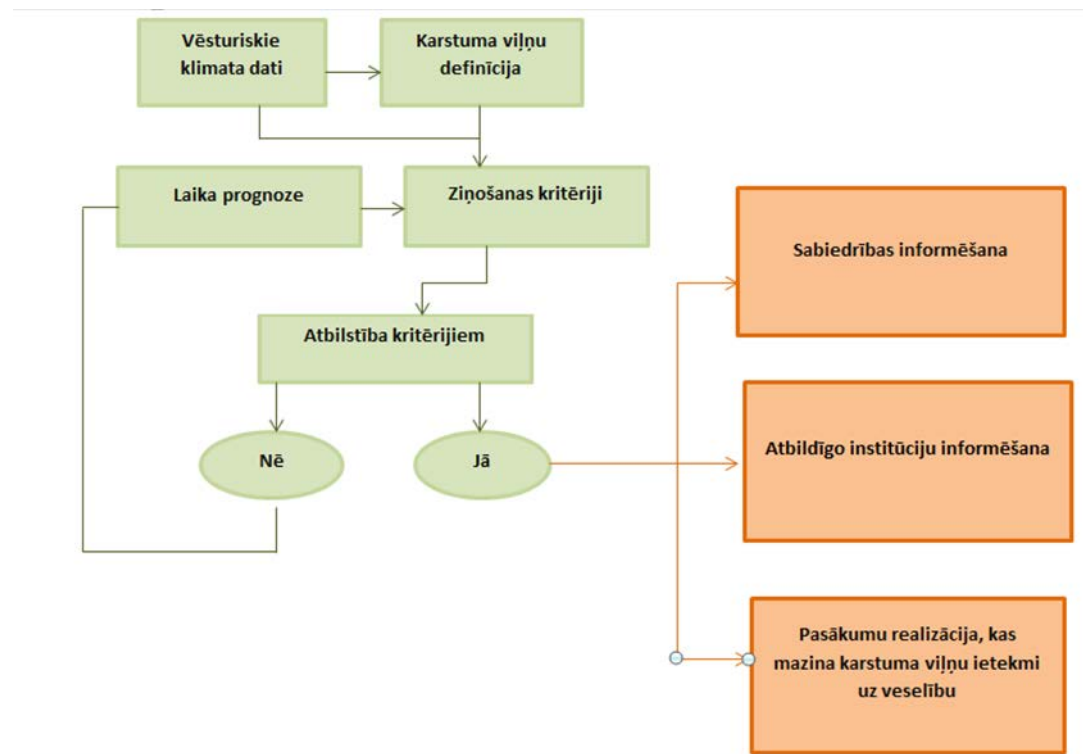 Vēsturiskie
klimata dati
Karstuma viļņu
definīcija
Laika prognoze
Ziņošanas kritēriji
Sabiedrības informēšana
Atbilstība kritērijiem
Atbildīgo institūciju informēšana
Nē
Jā
Pasākumu realizācija, kas
mazina karstuma viļņu ietekmi
uz veselību